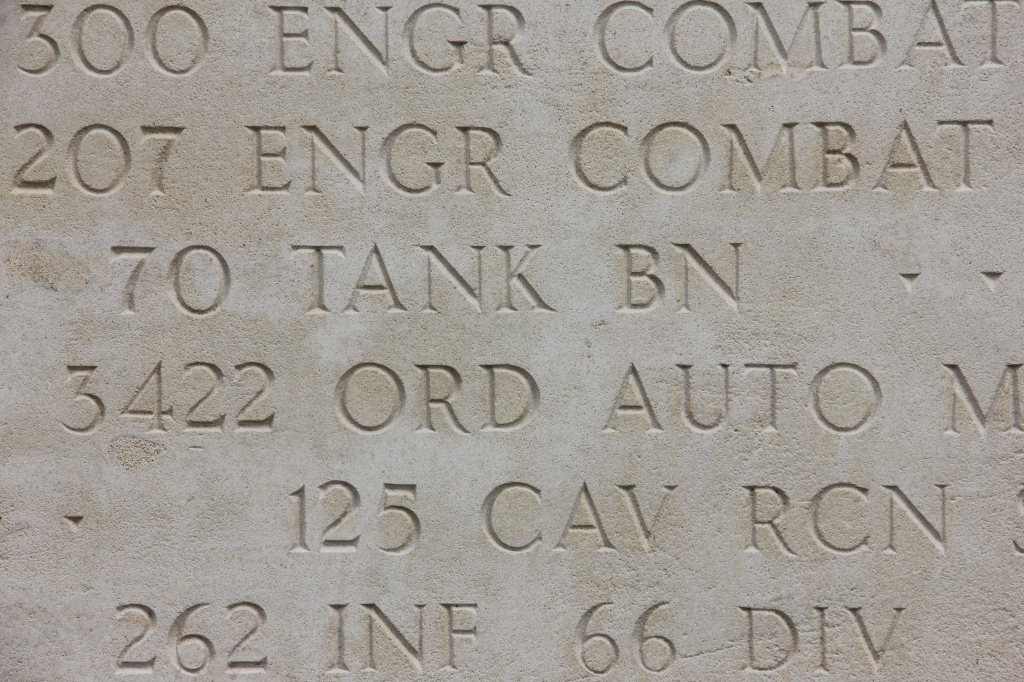 300 ENGR COMBAT
207 ENGR COMBAT
70 TANK BN · ·
3422 ORD AUTO M
· 125 CAV RCN S
262 INF 66 DIV